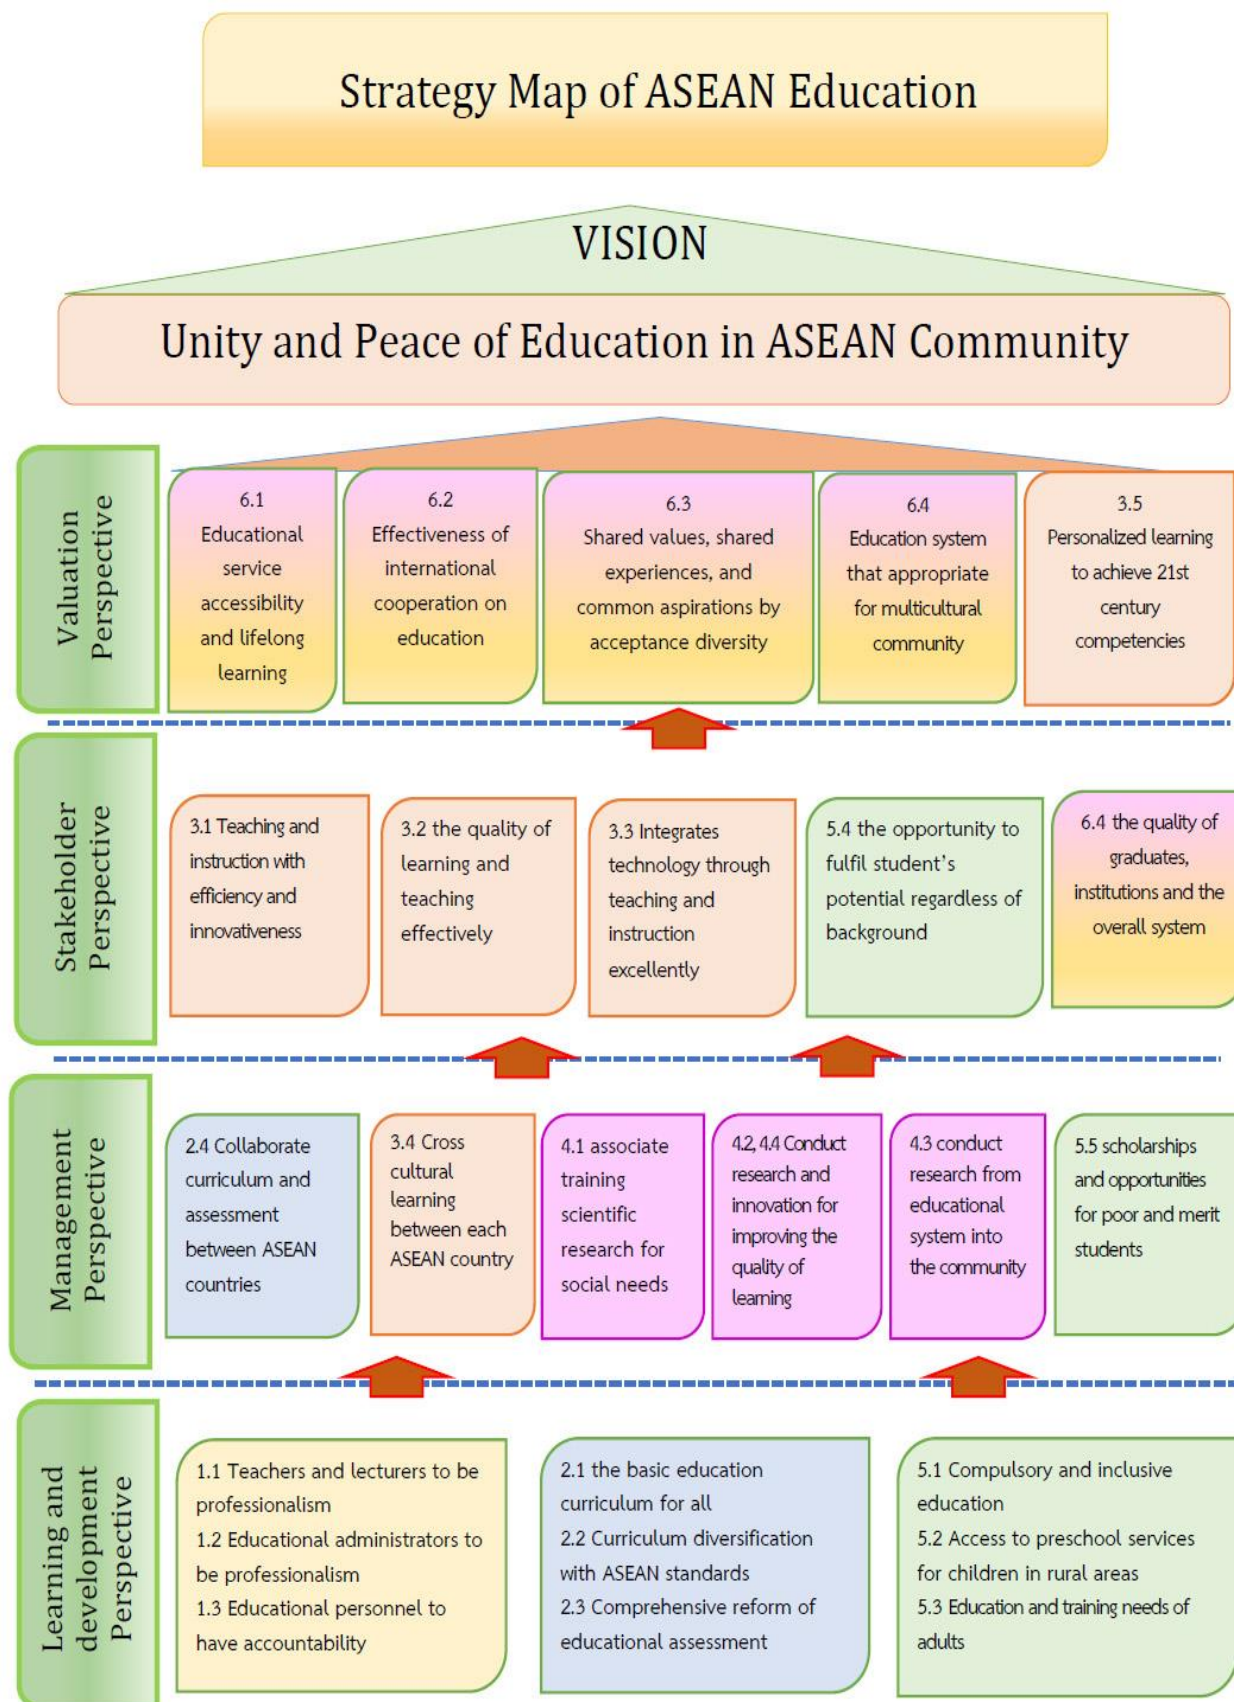 Strategy Map of ASEAN Education
VISION
Unity and Peace of Education in ASEAN Community
Valuation
Perspective
6.1
Educational
service
accessibility
and lifelong
learning
6.2
Effectiveness of
international
cooperation on
education
6.3
Shared values, shared
experiences, and
common aspirations by
acceptance diversity
6.4
Education system
that appropriate
for multicultural
community
3.5
Personalized learning
to achieve 21st
century
competencies
Stakeholder
Perspective
3.1 Teaching and
instruction with
efficiency and
innovativeness
3.2 the quality of
learning and
teaching
effectively
3.3 Integrates
technology through
teaching and
instruction
excellently
5.4 the opportunity to
fulfil student's
potential regardless of
background
6.4 the quality of
graduates,
institutions and the
overall system
Management
Perspective
2.4 Collaborate
curriculum and
assessment
between ASEAN
countries
3.4 Cross
cultural
learning
between each
ASEAN country
4.1 associate
training
scientific
research for
social needs
4.2, 4.4 Conduct
research and
innovation for
improving the
quality of
learning
4.3 conduct
research from
educational
system into
the community
5.5 scholarships
and opportunities
for poor and merit
students
Learning and
development
Perspective
1.1 Teachers and lecturers to be
professionalism
1.2 Educational administrators to
be professionalism
1.3 Educational personnel to
have accountability
2.1 the basic education
curriculum for all
2.2 Curriculum diversification
with ASEAN standards
2.3 Comprehensive reform of
educational assessment
5.1 Compulsory and inclusive
education
5.2 Access to preschool services
for children in rural areas
5.3 Education and training needs of
adults